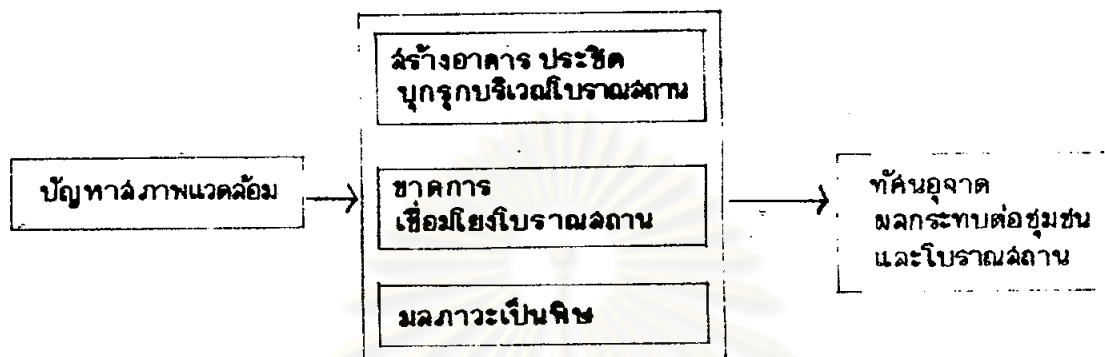 ปัญหาสภาพแวดล้อม
สร้างอาคาร ประชิด
บุกรุกบริเวณโบราณสถาน
ขาดการ
เชื่อมโยงโบราณสถาน
มลภาวะเป็นพิษ
ทัศนอุจาด
ผลกระทบต่อชุมชน
และโบราณสถาน